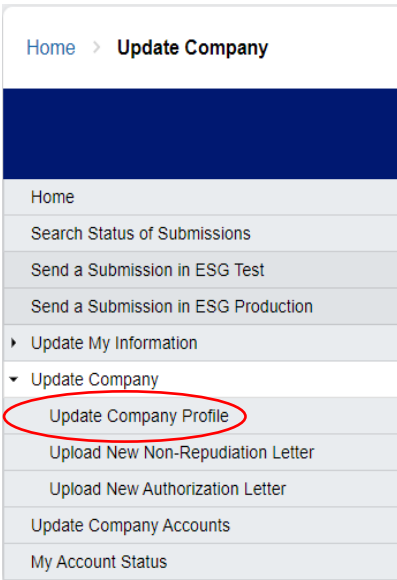 Home > Update Company
Home
Search Status of Submissions
Send a Submission in ESG Test
Send a Submission in ESG Production
Update My Information
Update Company
Update Company Profile
Upload New Non-Repudiation Letter
Upload New Authorization Letter
Update Company Accounts
My Account Status